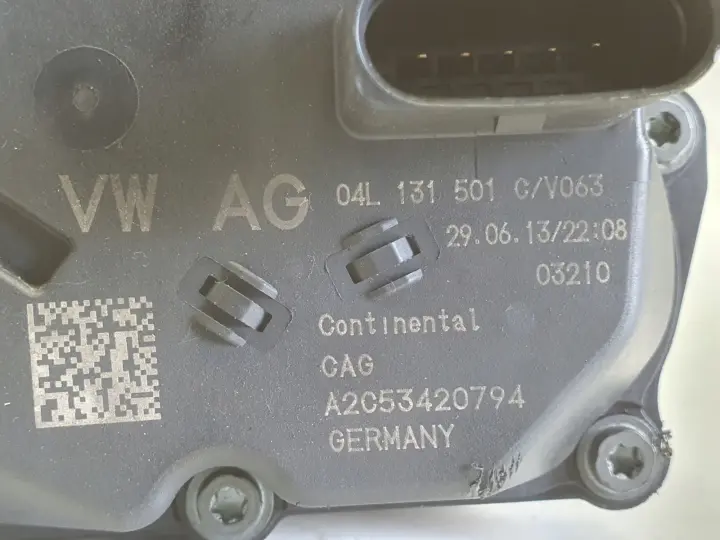 VW AG 04L 131 501 C/V063
29.06.13/22:08
03210
Continental
CAG
A2C53420794
GERMANY